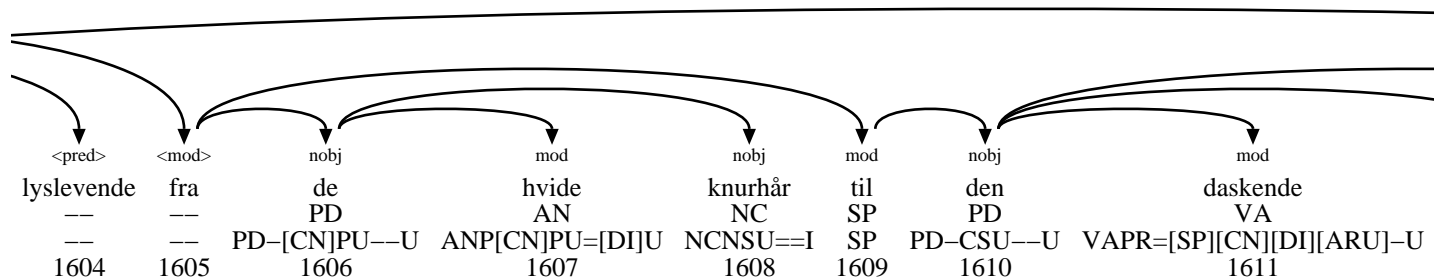 <pred> <mod> nobj mod nobj mod nobj mod
lyslevende fra de hvide knurhår til den daskende
−− −− PD AN NC SP PD VA
−− −− PD−[CN]PU−−U ANP[CN]PU=[DI]U NCNSU==I SP PD−CSU−−U VAPR=[SP][CN][DI][ARU]−U
1604 1605 1606 1607 1608 1609 1610 1611